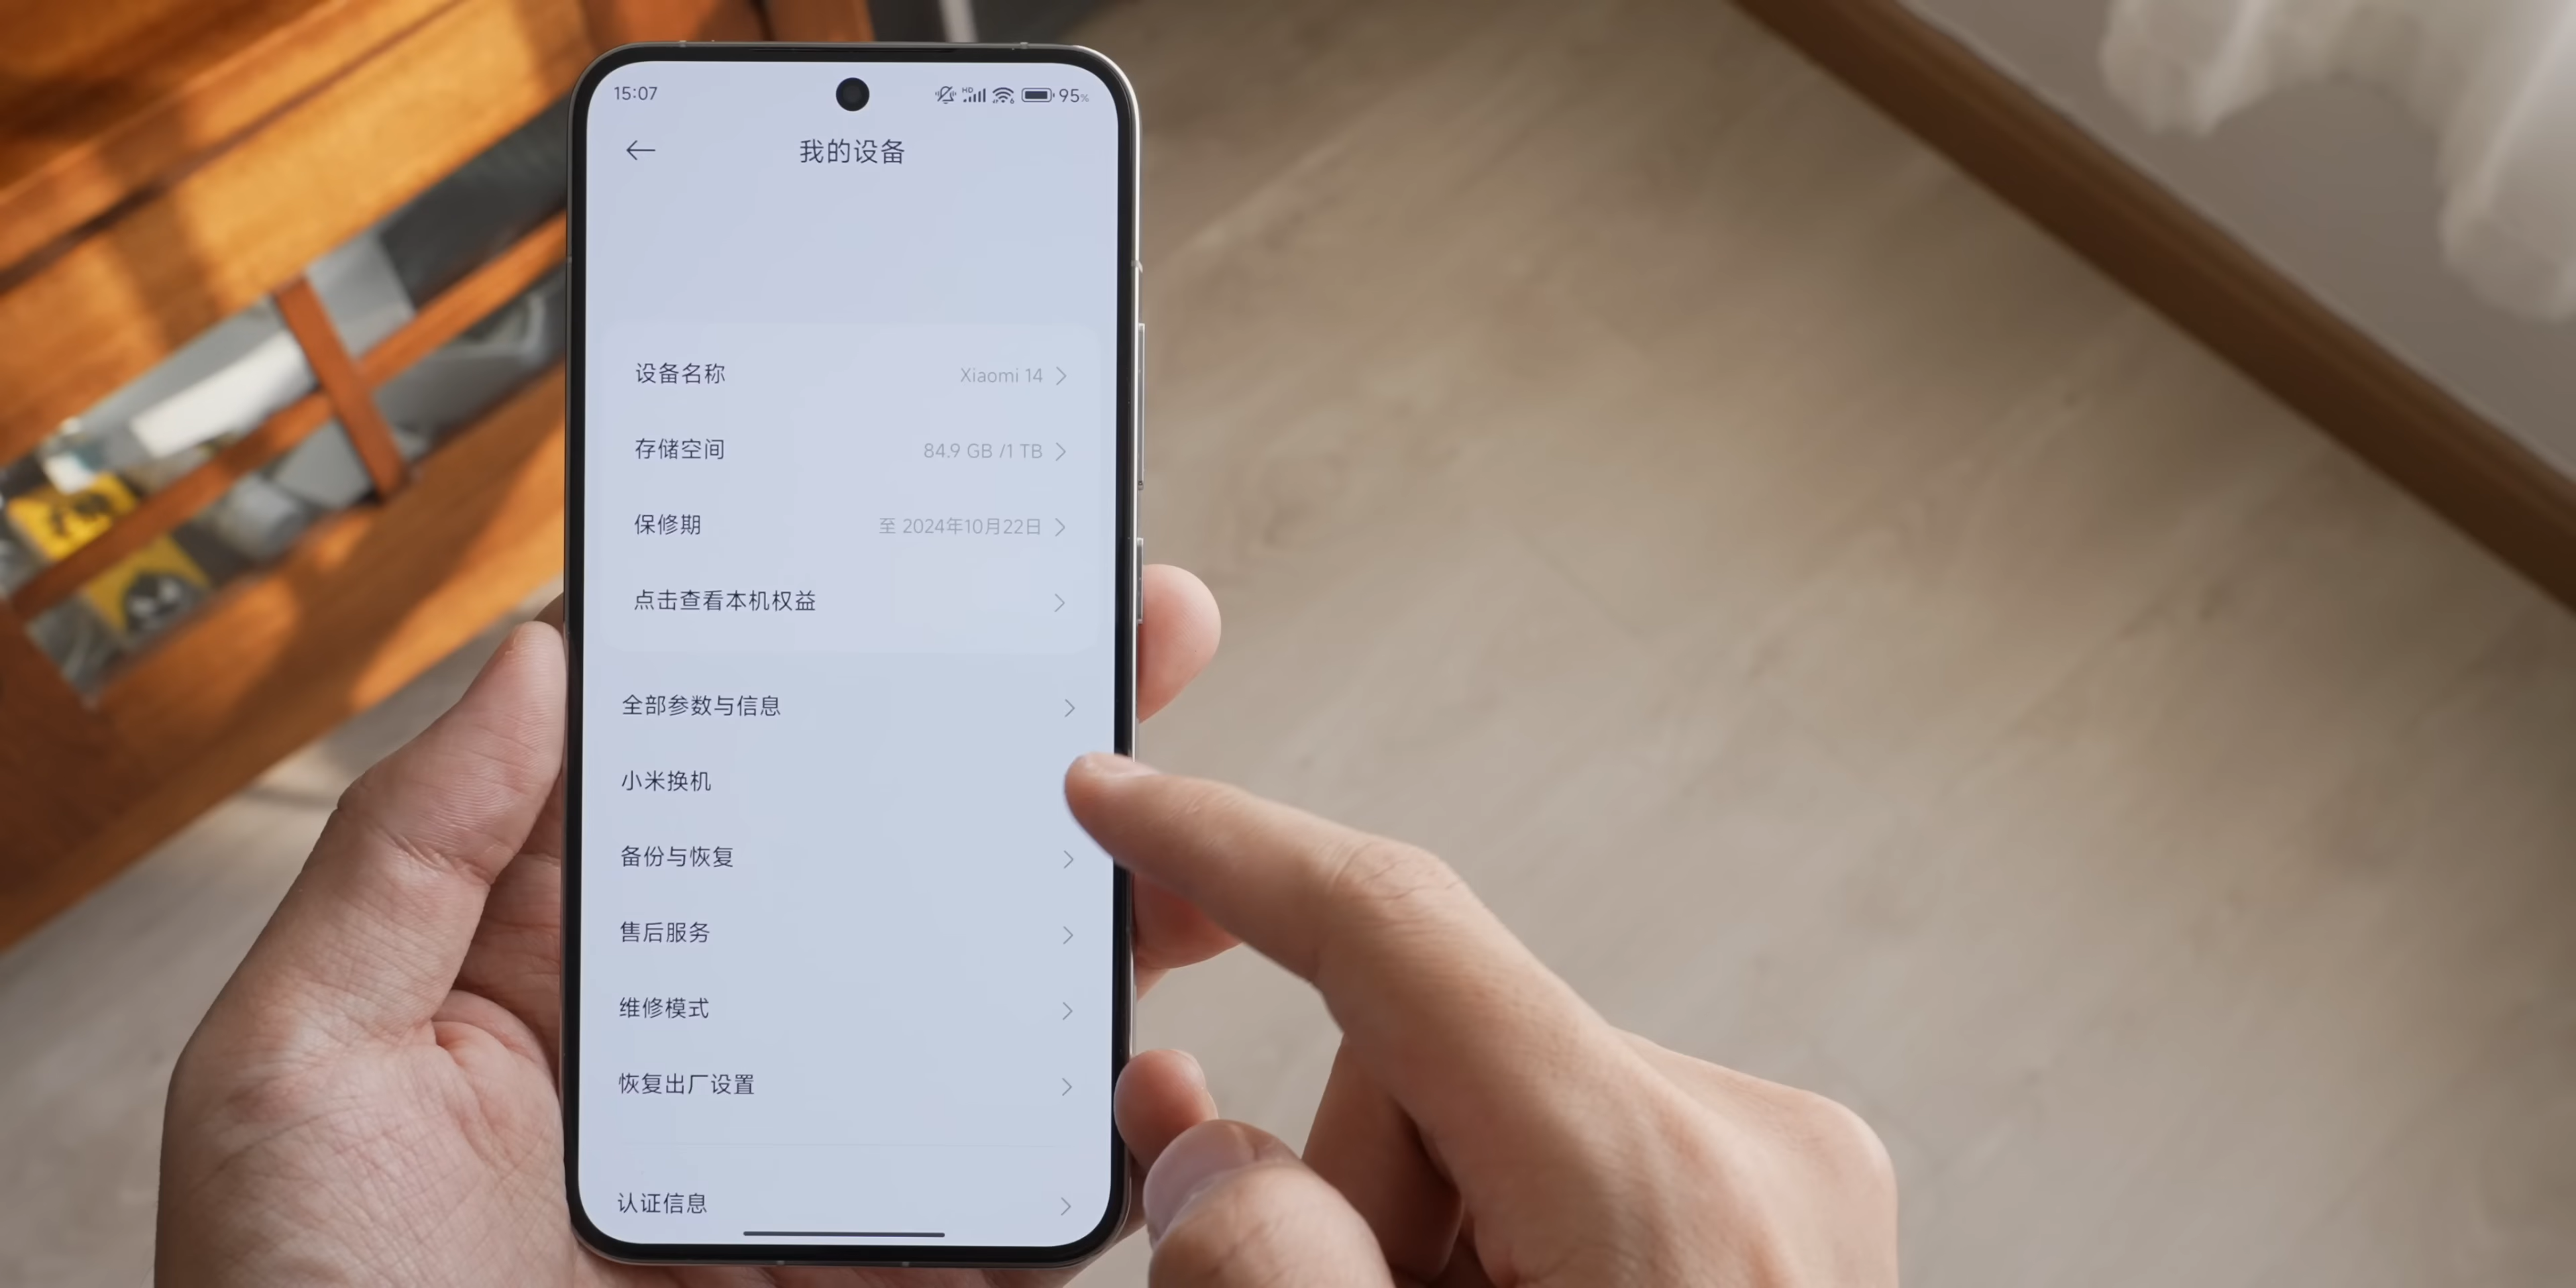 15:07
HD 95%
我的设备
设备名称 Xiaomi 14
存储空间 84.9 GB /1 TB
保修期 至 2024年10月22日
点击查看本机权益
全部参数与信息
小米换机
备份与恢复
售后服务
维修模式
恢复出厂设置
认证信息